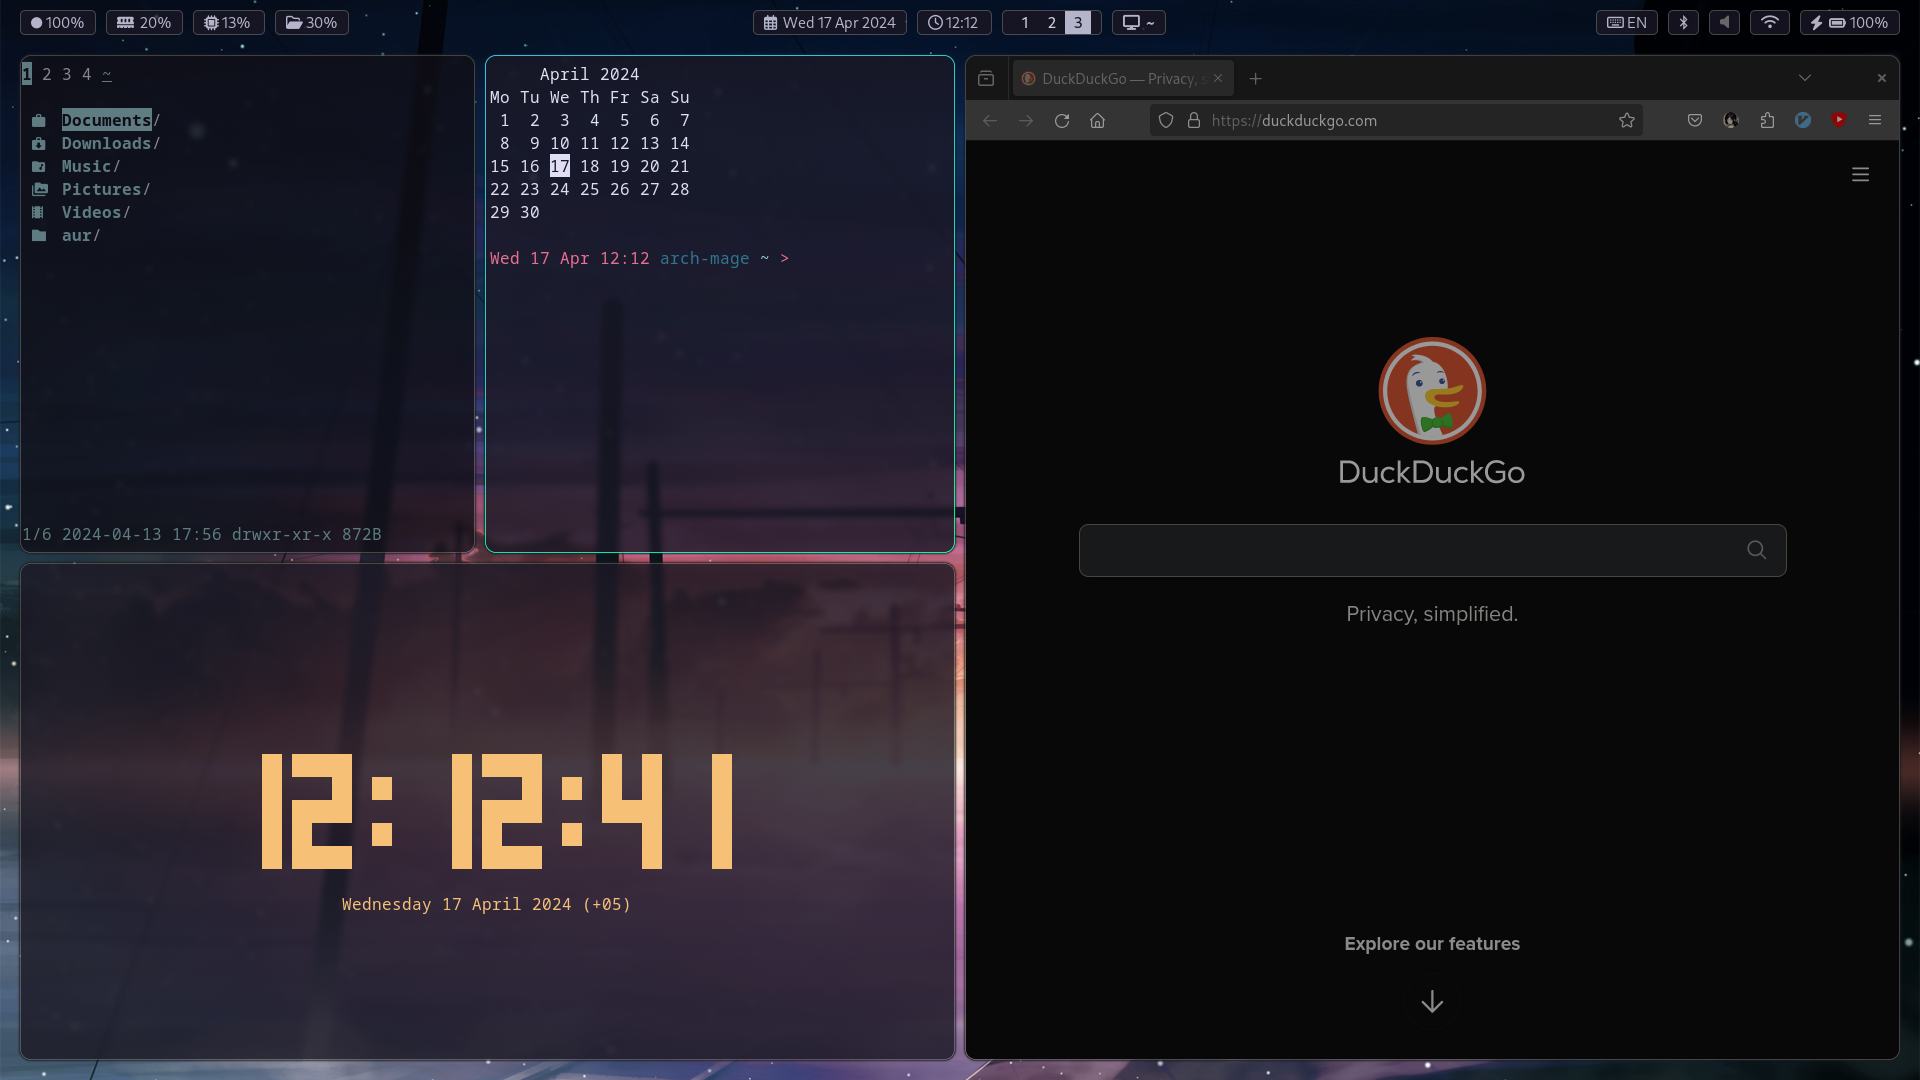 100% 20% 13% 30% Wed 17 Apr 2024 12:12 1 2 3 ~ EN 100%
1 2 3 4 ~
Documents/
Downloads/
Music/
Pictures/
Videos/
aur/
1/6 2024-04-13 17:56 drwxr-xr-x 872B
April 2024
Mo Tu We Th Fr Sa Su
1 2 3 4 5 6 7
8 9 10 11 12 13 14
15 16 17 18 19 20 21
22 23 24 25 26 27 28
29 30
Wed 17 Apr 12:12 arch-mage ~ >
12:12:41
Wednesday 17 April 2024 (+05)
DuckDuckGo — Privacy,
https://duckduckgo.com
DuckDuckGo
Privacy, simplified.
Explore our features